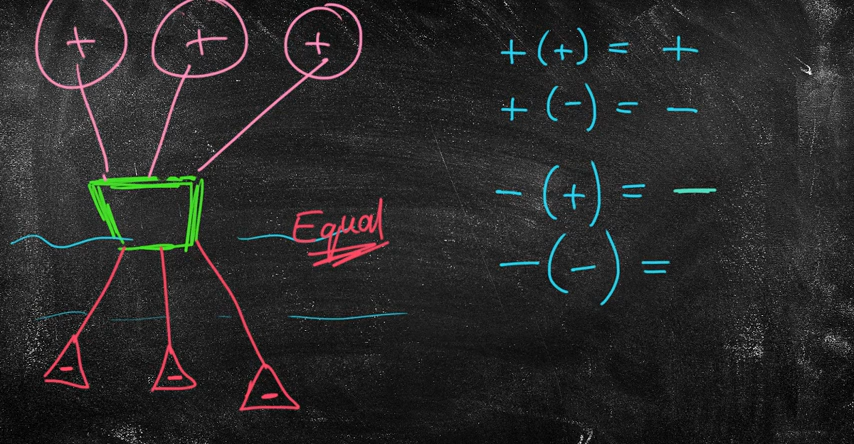 + + +
+ (+) = +
+ (-) = -
- (+) = -
Equal
- (-) =
- - -